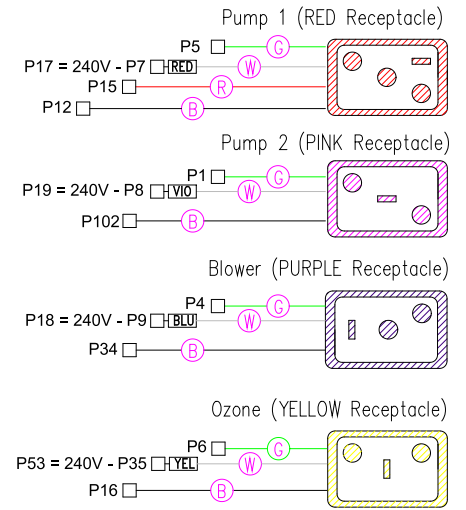 Pump 1 (RED Receptacle)
P5 G
P17 = 240V - P7 RED W
P15 R
P12 B
Pump 2 (PINK Receptacle)
P1 G
P19 = 240V - P8 VIO W
P102 B
Blower (PURPLE Receptacle)
P4 G
P18 = 240V - P9 BLU W
P34 B
Ozone (YELLOW Receptacle)
P6 G
P53 = 240V - P35 YEL W
P16 B